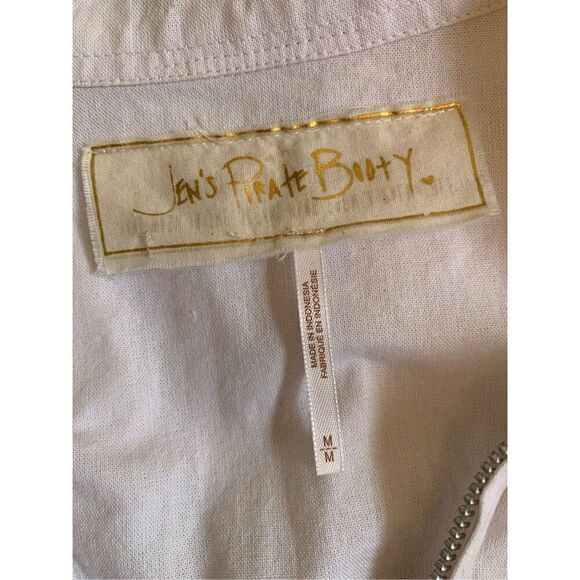 JEN'S PIRATE BOOTY
MADE IN INDONESIA
FABRIQUÉ EN INDONÉSIE
M
M